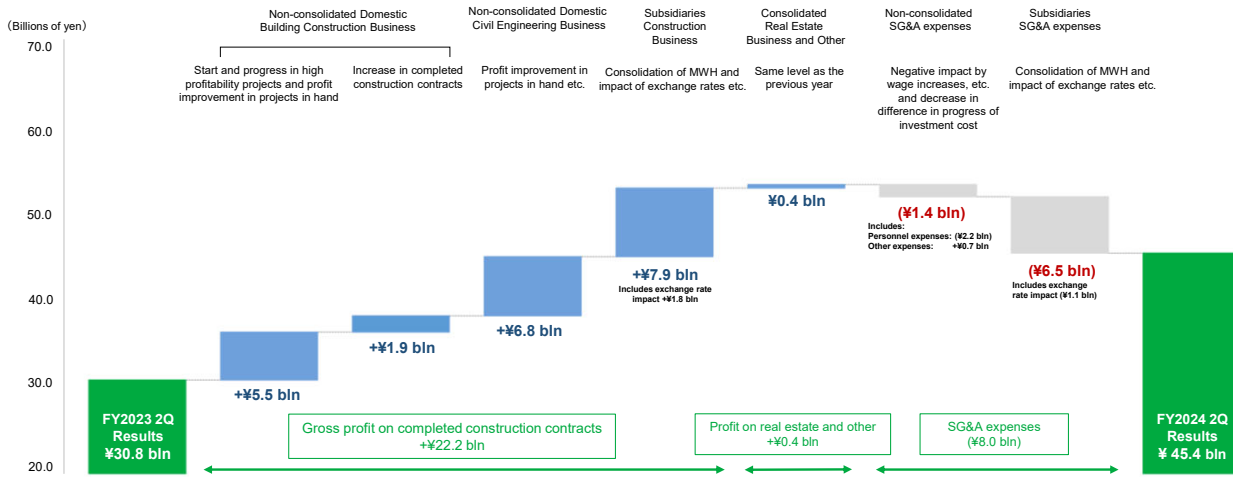 (Billions of yen)
Non-consolidated Domestic
Building Construction Business
Non-consolidated Domestic
Civil Engineering Business
Subsidiaries
Construction
Business
Consolidated
Real Estate
Business and Other
Non-consolidated
SG&A expenses
Subsidiaries
SG&A expenses
Start and progress in high
profitability projects and profit
improvement in projects in hand
Increase in completed
construction contracts
Profit improvement in
projects in hand etc.
Consolidation of MWH and
impact of exchange rates etc.
Same level as the
previous year
Negative impact by
wage increases, etc.
and decrease in
difference in progress of
investment cost
Consolidation of MWH and
impact of exchange rates etc.
70.0
60.0
50.0
40.0
30.0
20.0
FY2023 2Q
Results
¥30.8 bln
+¥5.5 bln
+¥1.9 bln
+¥6.8 bln
+¥7.9 bln
Includes exchange rate
impact +¥1.8 bln
¥0.4 bln
(¥1.4 bln)
Includes:
Personnel expenses: (¥2.2 bln)
Other expenses: +¥0.7 bln
(¥6.5 bln)
Includes exchange
rate impact (¥1.1 bln)
FY2024 2Q
Results
¥ 45.4 bln
Gross profit on completed construction contracts
+¥22.2 bln
Profit on real estate and other
+¥0.4 bln
SG&A expenses
(¥8.0 bln)